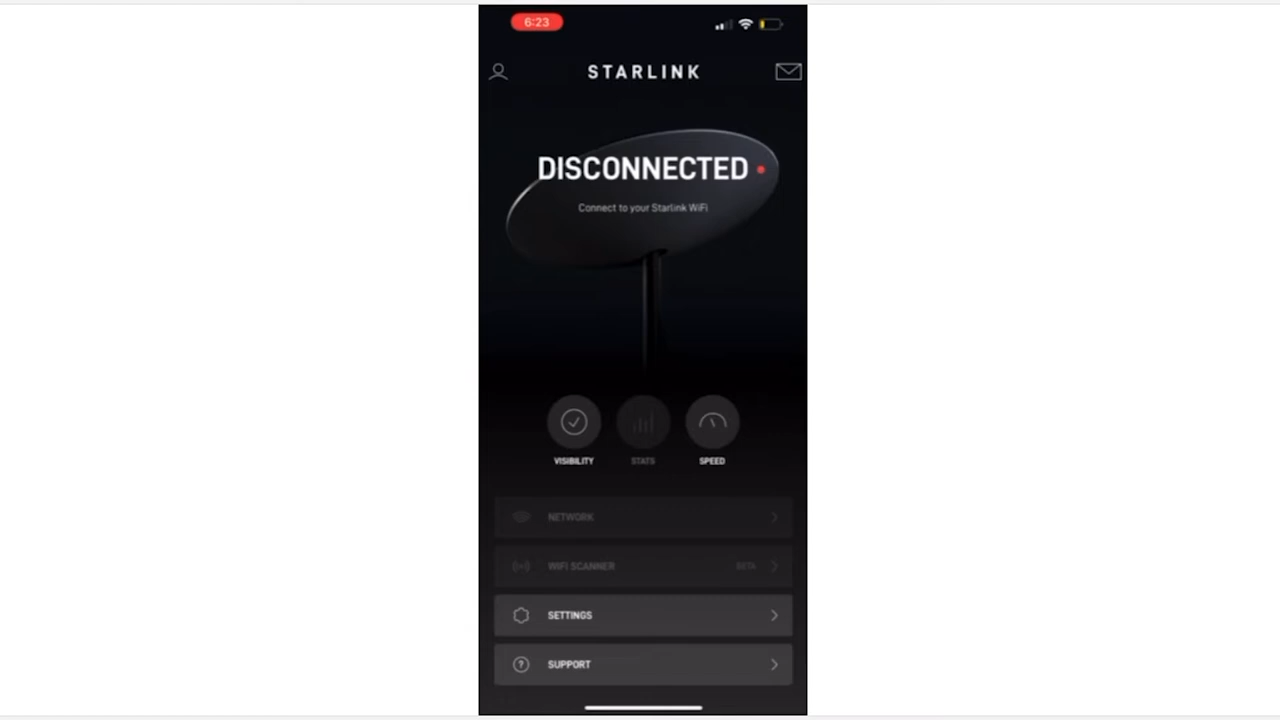 6:23
STARLINK
DISCONNECTED
Connect to your Starlink WiFi
VISIBILITY STATS SPEED
NETWORK
WIFI SCANNER BETA
SETTINGS
SUPPORT